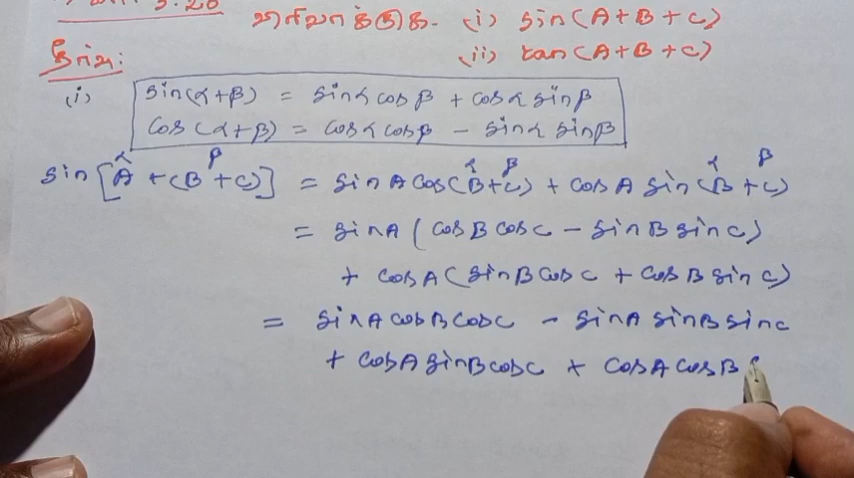 3.20 விரிவாக்குக. (i) sin(A+B+C)
(ii) tan(A+B+C)
தீர்வு:
(i) sin(α+β) = sinα cosβ + cosα sinβ
cos(α+β) = cosα cosβ - sinα sinβ
α β α β α β
sin[A+(B+C)] = sinA cos(B+C) + cosA sin(B+C)
= sinA (cosB cosC - sinB sinC)
+ cosA (sinB cosC + cosB sinC)
= sinA cosB cosC - sinA sinB sinC
+ cosA sinB cosC + cosA cosB